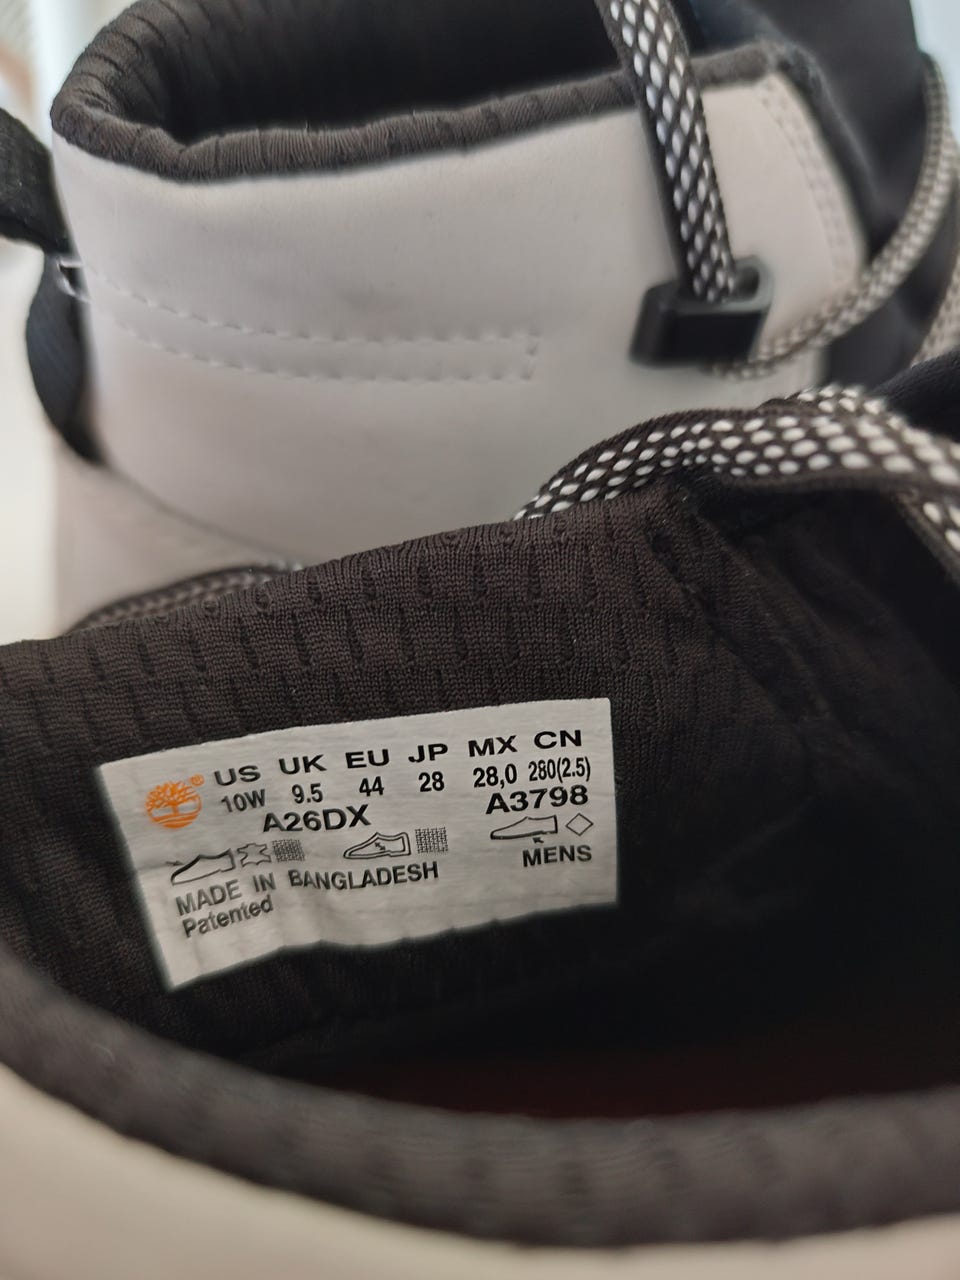 US UK EU JP MX CN
10W 9.5 44 28 28,0 280(2.5)
A26DX A3798
MENS
MADE IN BANGLADESH
Patented